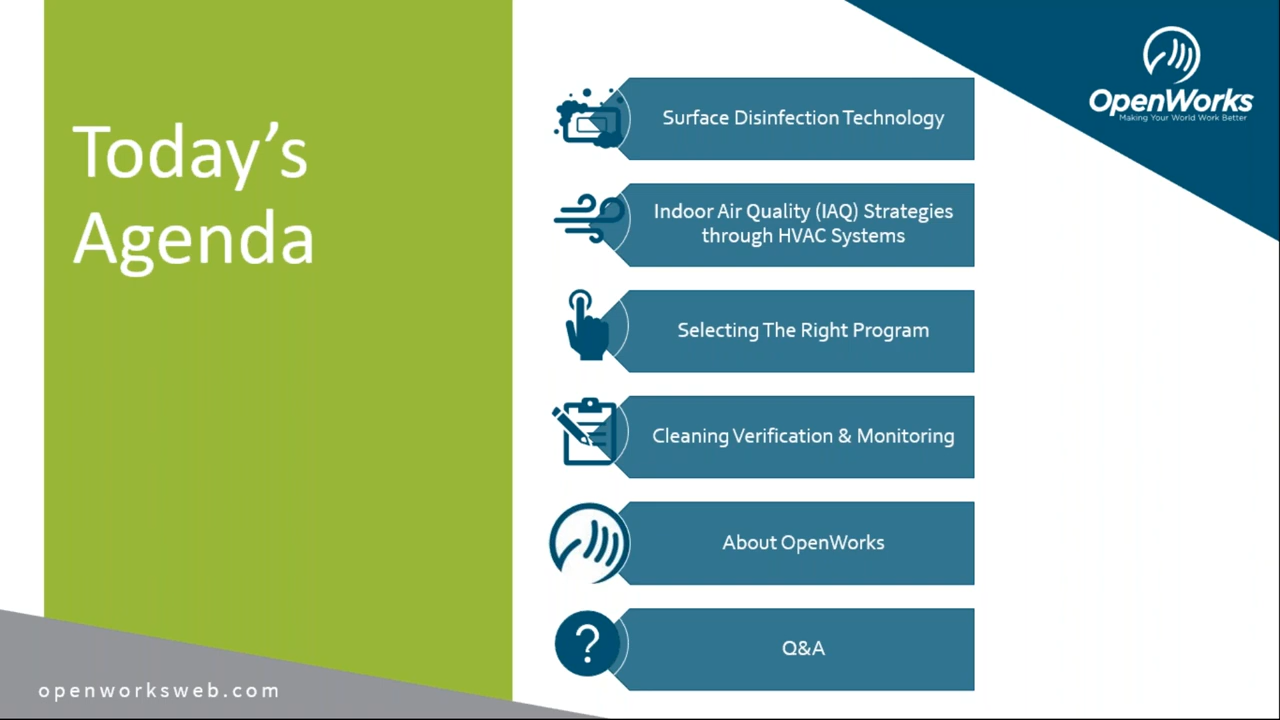 Today's
Agenda
Surface Disinfection Technology
Indoor Air Quality (IAQ) Strategies
through HVAC Systems
Selecting The Right Program
Cleaning Verification & Monitoring
About OpenWorks
?
Q&A
OpenWorks
Making Your World Work Better
openworksweb.com